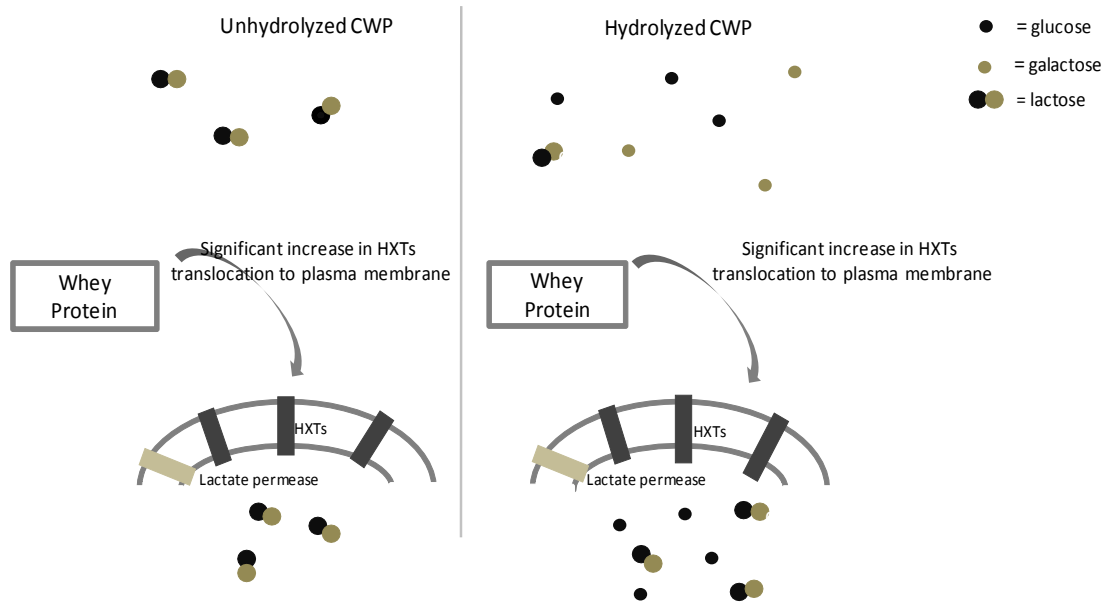 Unhydrolyzed CWP
Hydrolyzed CWP
= glucose
= galactose
= lactose
Significant increase in HXTs
translocation to plasma membrane
Whey
Protein
HXTs
Lactate permease
Significant increase in HXTs
translocation to plasma membrane
Whey
Protein
HXTs
Lactate permease